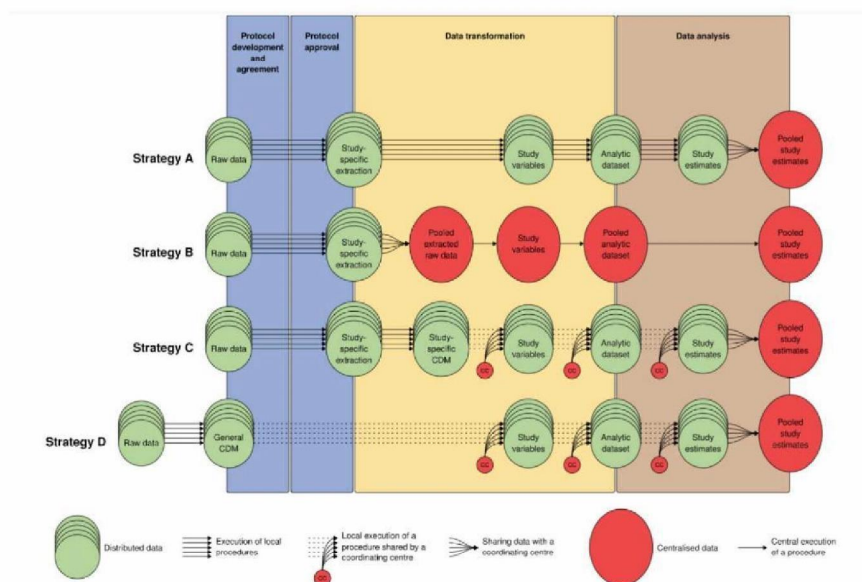 Protocol
development
and
agreement
Protocol
approval
Data transformation
Data analysis
Strategy A
Raw data
Study-
specific
extraction
Study
variables
Analytic
dataset
Study
estimates
Pooled
study
estimates
Strategy B
Raw data
Study-
specific
extraction
Pooled
extracted
raw data
Study
variables
Pooled
analytic
dataset
Pooled
study
estimates
Strategy C
Raw data
Study-
specific
extraction
Study-
specific
CDM
CC
Study
variables
CC
Analytic
dataset
CC
Study
estimates
Pooled
study
estimates
Strategy D
Raw data
General
CDM
CC
Study
variables
CC
Analytic
dataset
CC
Study
estimates
Pooled
study
estimates
Distributed data
Execution of local
procedures
CC
Local execution of a
procedure shared by a
coordinating centre
Sharing data with a
coordinating centre
Centralised data
Central execution
of a procedure